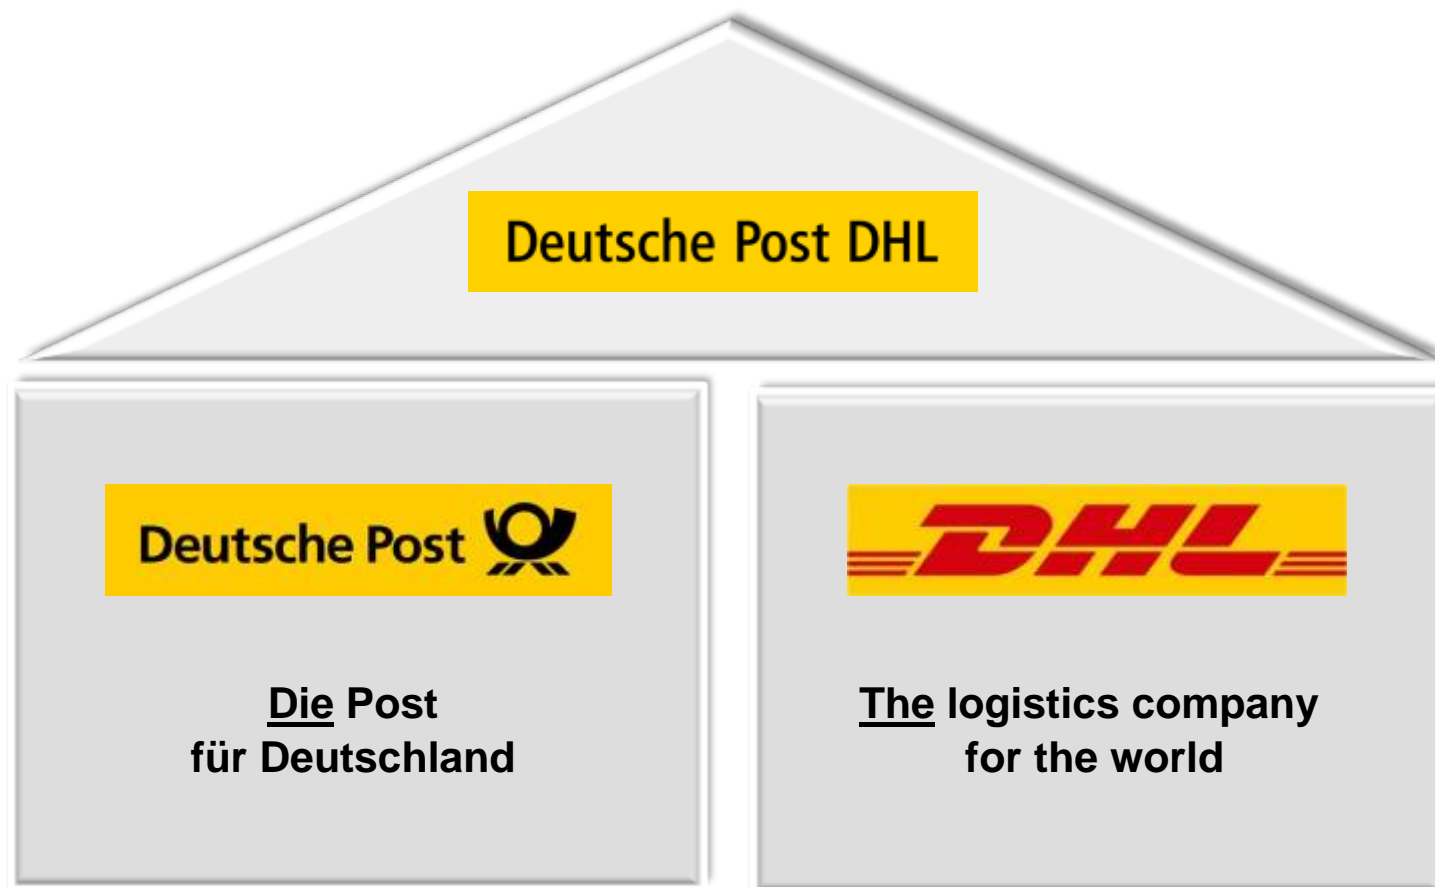 Deutsche Post DHL
Deutsche Post
DHL
Die Post
für Deutschland
The logistics company
for the world